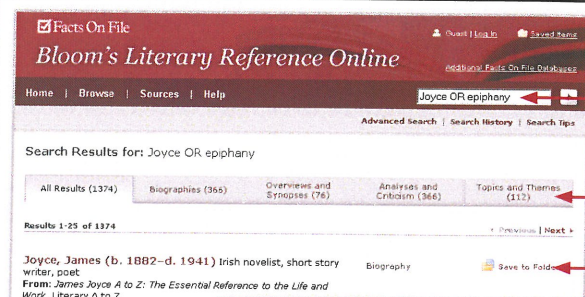 Facts On File
Guest | Log In Saved Items
Bloom's Literary Reference Online
Additional Facts On File Databases
Home | Browse | Sources | Help
Joyce OR epiphany
Advanced Search | Search History | Search Tips
Search Results for: Joyce OR epiphany
All Results (1374) Biographies (366) Overviews and Analyses and Topics and Themes
Synopses (76) Criticism (366) (112)
Results 1-25 of 1374
Previous | Next
Joyce, James (b. 1882–d. 1941) Irish novelist, short story Biography Save to Folder
writer, poet
From: James Joyce A to Z: The Essential Reference to the Life and
Work, Literary A to Z